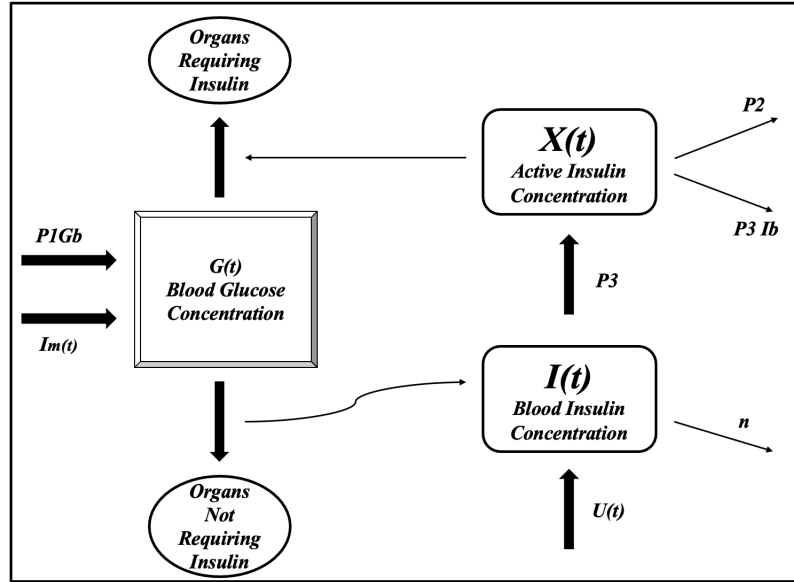 Organs
Requiring
Insulin
P2
X(t)
Active Insulin
Concentration
P3 Ib
P1Gb
G(t)
Blood Glucose
Concentration
P3
Im(t)
I(t)
Blood Insulin
Concentration
n
Organs
Not
Requiring
Insulin
U(t)